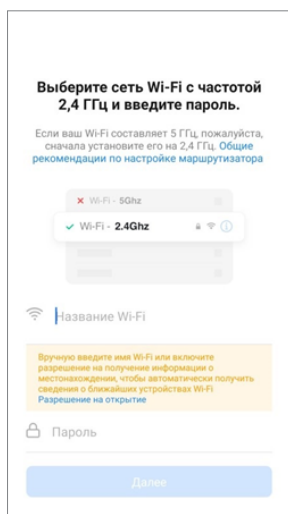 Выберите сеть Wi-Fi с частотой
2,4 ГГц и введите пароль.
Если ваш Wi-Fi составляет 5 ГГц, пожалуйста,
сначала установите его на 2,4 ГГц. Общие
рекомендации по настройке маршрутизатора
Wi-Fi - 5Ghz
Wi-Fi - 2.4Ghz
Название Wi-Fi
Вручную введите имя Wi-Fi или включите
разрешение на получение информации о
местонахождении, чтобы автоматически получить
сведения о ближайших устройствах Wi-Fi
Разрешение на открытие
Пароль
Далее